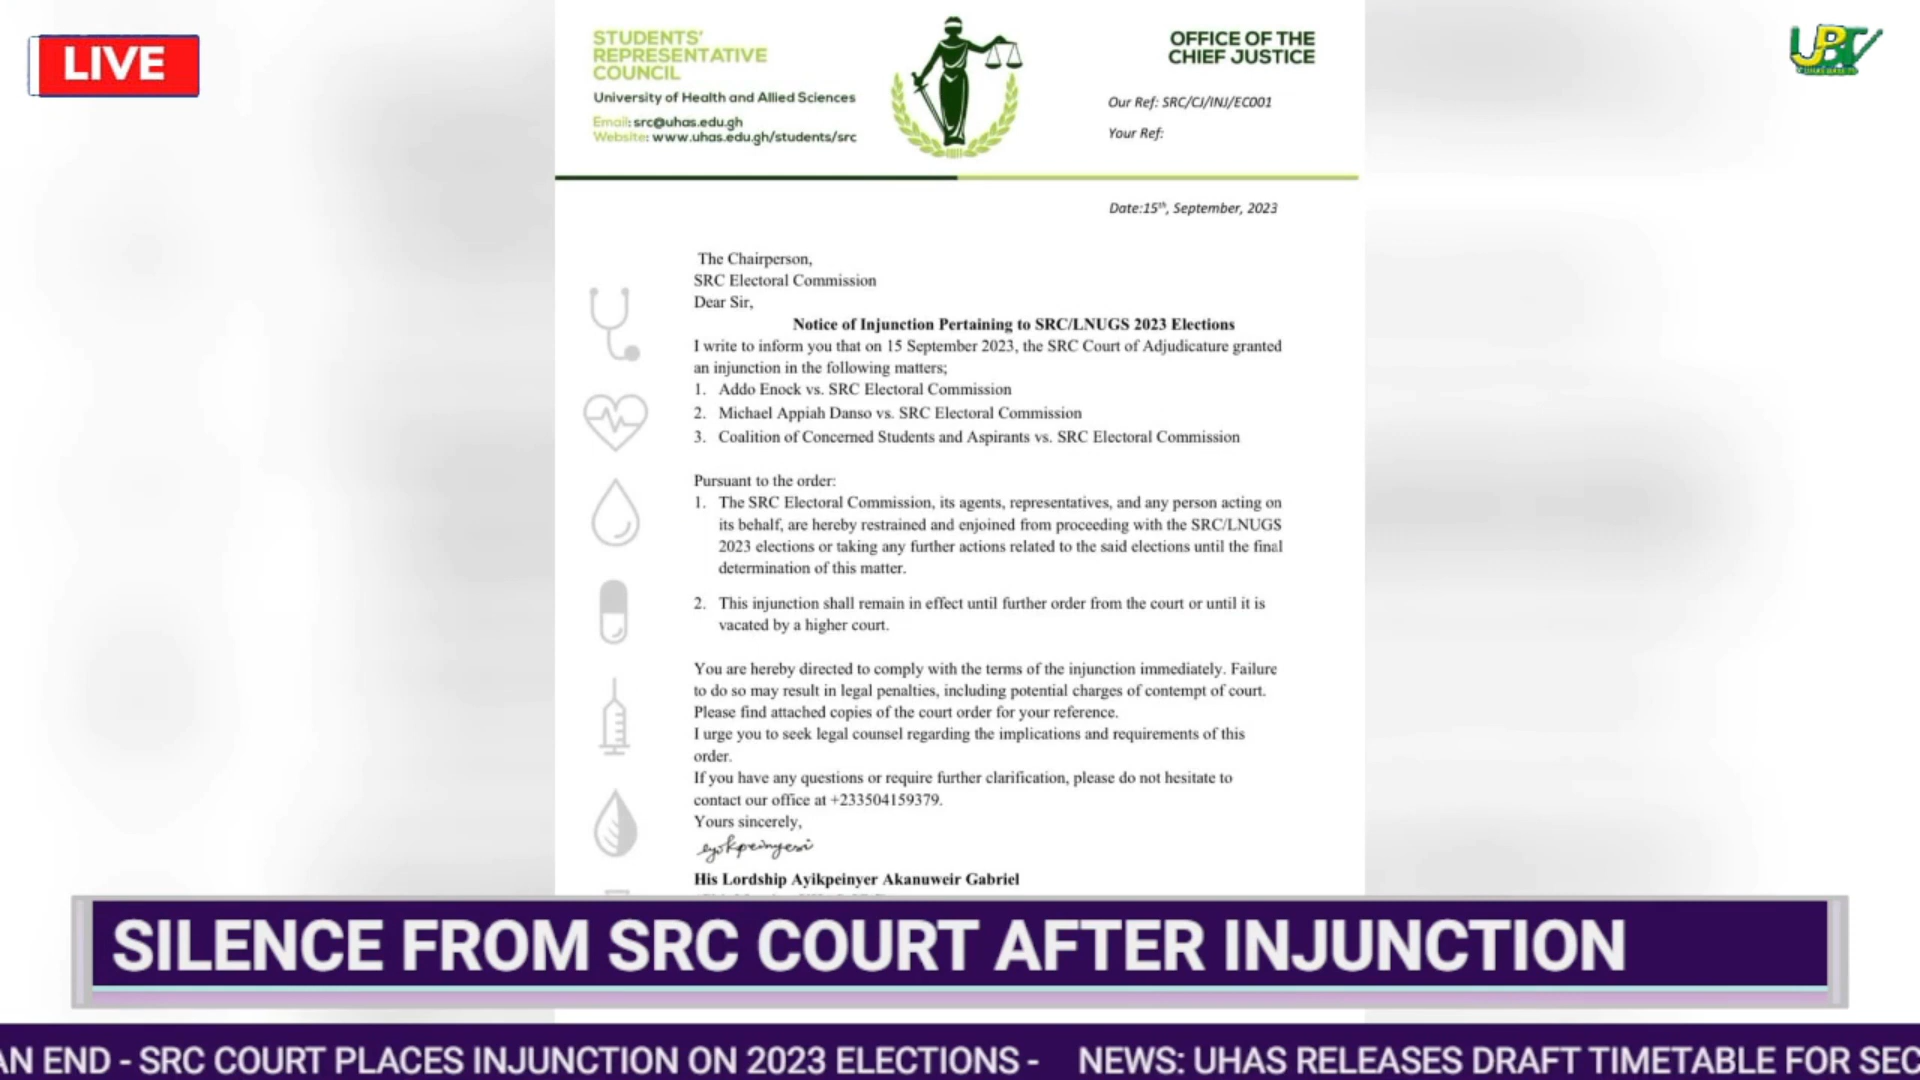 LIVE
STUDENTS'
REPRESENTATIVE
COUNCIL
University of Health and Allied Sciences
Email: src@uhas.edu.gh
Website: www.uhas.edu.gh/students/src
OFFICE OF THE
CHIEF JUSTICE
Our Ref: SRC/CJ/INJ/EC001
Your Ref:
Date:15th, September, 2023
The Chairperson,
SRC Electoral Commission
Dear Sir,
Notice of Injunction Pertaining to SRC/LNUGS 2023 Elections
I write to inform you that on 15 September 2023, the SRC Court of Adjudicature granted
an injunction in the following matters;
1. Addo Enock vs. SRC Electoral Commission
2. Michael Appiah Danso vs. SRC Electoral Commission
3. Coalition of Concerned Students and Aspirants vs. SRC Electoral Commission
Pursuant to the order:
1. The SRC Electoral Commission, its agents, representatives, and any person acting on
its behalf, are hereby restrained and enjoined from proceeding with the SRC/LNUGS
2023 elections or taking any further actions related to the said elections until the final
determination of this matter.
2. This injunction shall remain in effect until further order from the court or until it is
vacated by a higher court.
You are hereby directed to comply with the terms of the injunction immediately. Failure
to do so may result in legal penalties, including potential charges of contempt of court.
Please find attached copies of the court order for your reference.
I urge you to seek legal counsel regarding the implications and requirements of this
order.
If you have any questions or require further clarification, please do not hesitate to
contact our office at +233504159379.
Yours sincerely,
His Lordship Ayikpeinyer Akanuweir Gabriel
SILENCE FROM SRC COURT AFTER INJUNCTION
AN END - SRC COURT PLACES INJUNCTION ON 2023 ELECTIONS - NEWS: UHAS RELEASES DRAFT TIMETABLE FOR SEC